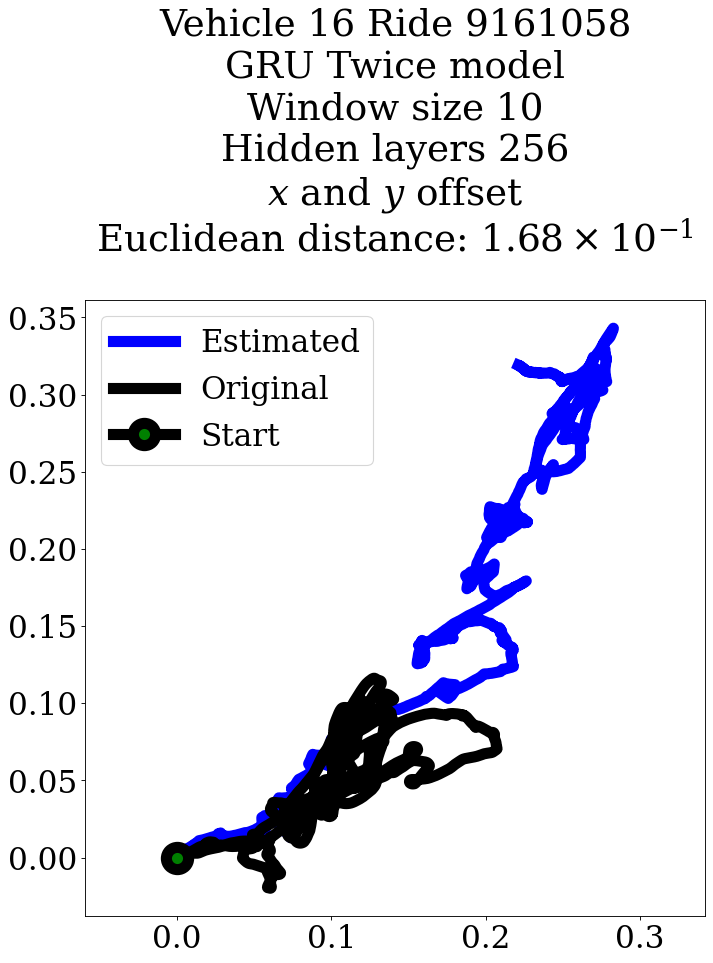 Vehicle 16 Ride 9161058
GRU Twice model
Window size 10
Hidden layers 256
x and y offset
Euclidean distance: 1.68 × 10⁻¹
0.35
0.30
0.25
0.20
0.15
0.10
0.05
0.00
Estimated
Original
Start
0.0 0.1 0.2 0.3